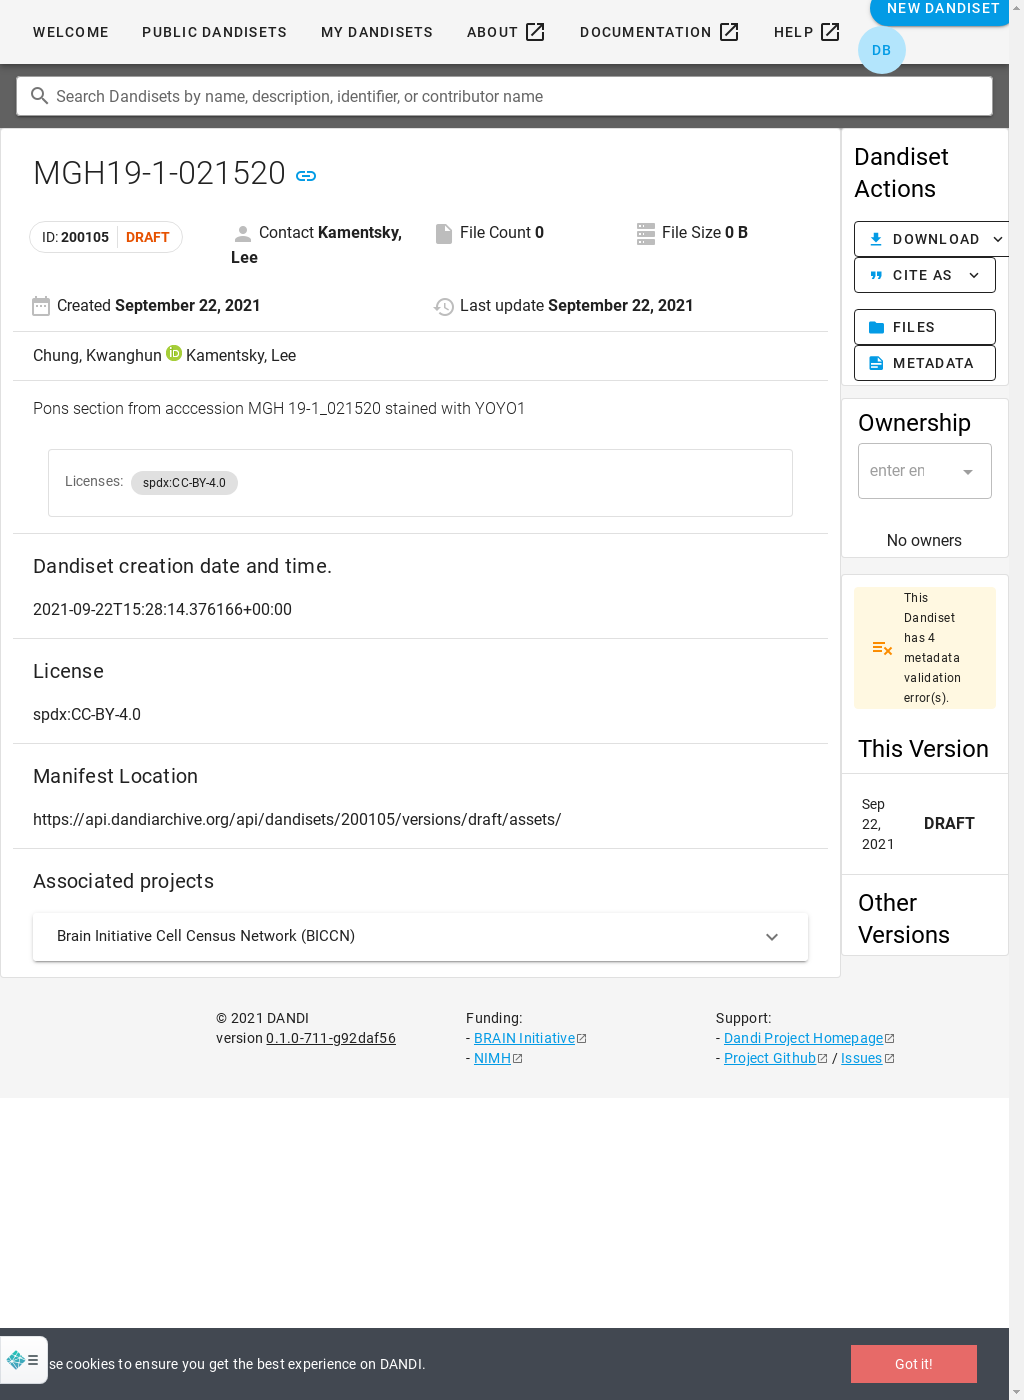 WELCOME PUBLIC DANDISETS MY DANDISETS ABOUT DOCUMENTATION HELP NEW DANDISET
DB
Search Dandisets by name, description, identifier, or contributor name
MGH19-1-021520
ID: 200105 DRAFT
Contact Kamentsky, Lee
File Count 0
File Size 0 B
Created September 22, 2021
Last update September 22, 2021
Chung, Kwanghun iD Kamentsky, Lee
Pons section from acccession MGH 19-1_021520 stained with YOYO1
Licenses: spdx:CC-BY-4.0
Dandiset creation date and time.
2021-09-22T15:28:14.376166+00:00
License
spdx:CC-BY-4.0
Manifest Location
https://api.dandiarchive.org/api/dandisets/200105/versions/draft/assets/
Associated projects
Brain Initiative Cell Census Network (BICCN)
Dandiset
Actions
DOWNLOAD
CITE AS
FILES
METADATA
Ownership
enter en
No owners
This
Dandiset
has 4
metadata
validation
error(s).
This Version
Sep
22,
2021
DRAFT
Other
Versions
© 2021 DANDI
version 0.1.0-711-g92daf56
Funding:
- BRAIN Initiative
- NIMH
Support:
- Dandi Project Homepage
- Project Github / Issues
se cookies to ensure you get the best experience on DANDI.
Got it!